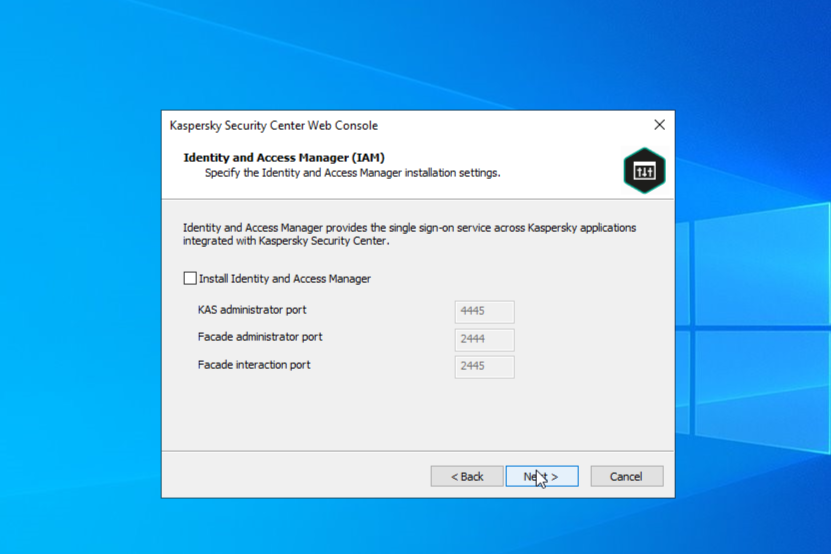 Kaspersky Security Center Web Console
Identity and Access Manager (IAM)
Specify the Identity and Access Manager installation settings.
Identity and Access Manager provides the single sign-on service across Kaspersky applications
integrated with Kaspersky Security Center.
Install Identity and Access Manager
KAS administrator port 4445
Facade administrator port 2444
Facade interaction port 2445
< Back Next > Cancel